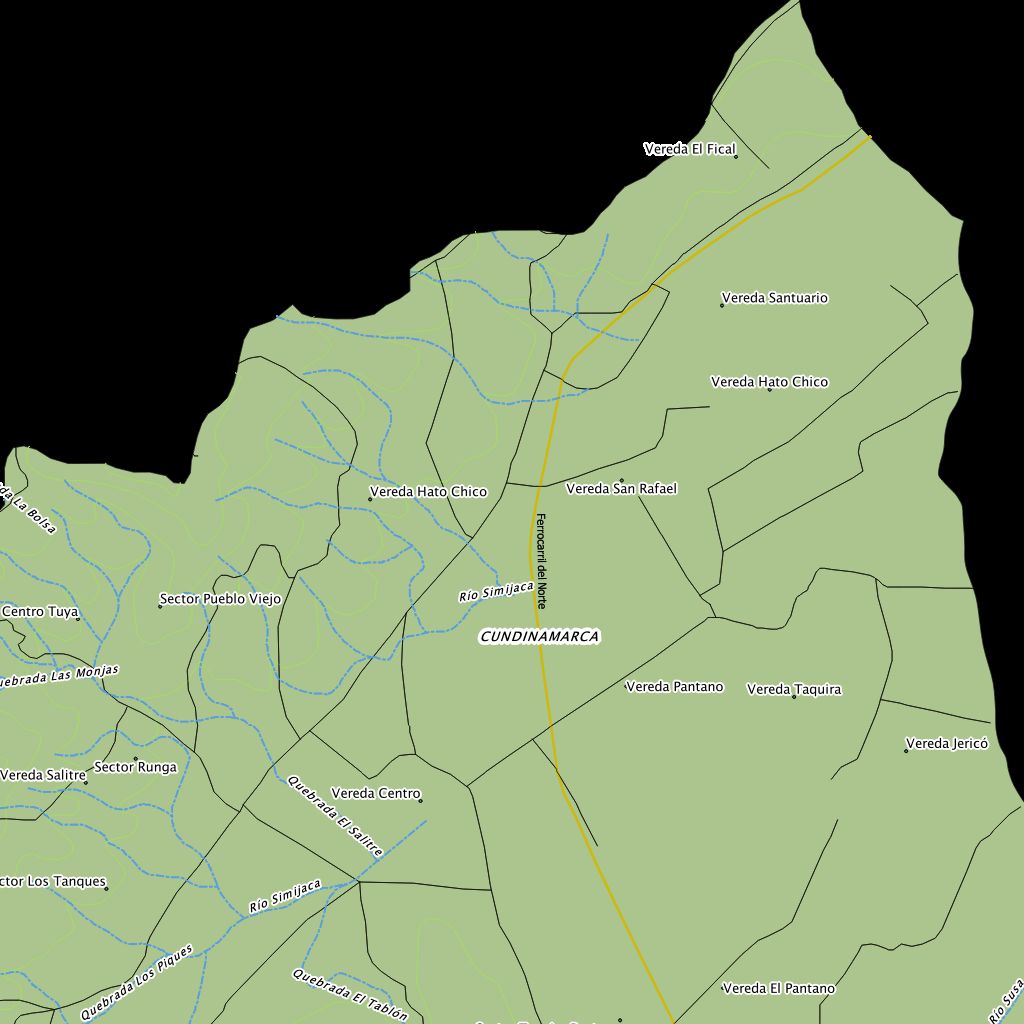 Vereda El Fical
Vereda Santuario
Vereda Hato Chico
Vereda Hato Chico
Vereda San Rafael
da La Bolsa
Ferrocarril del Norte
Río Simijaca
Sector Pueblo Viejo
Centro Tuya
CUNDINAMARCA
uebrada Las Monjas
Vereda Pantano
Vereda Taquira
Vereda Jericó
Sector Runga
Vereda Salitre
Vereda Centro
Quebrada El Salitre
ctor Los Tanques
Río Simijaca
Quebrada Los Piques
Quebrada El Tablón
Vereda El Pantano
Río Susa